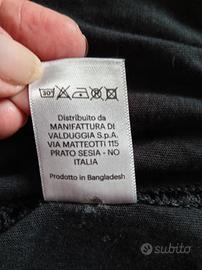 30°
Distribuito da
MANIFATTURA DI
VALDUGGIA S.p.A.
VIA MATTEOTTI 115
PRATO SESIA - NO
ITALIA
Prodotto in Bangladesh
subito